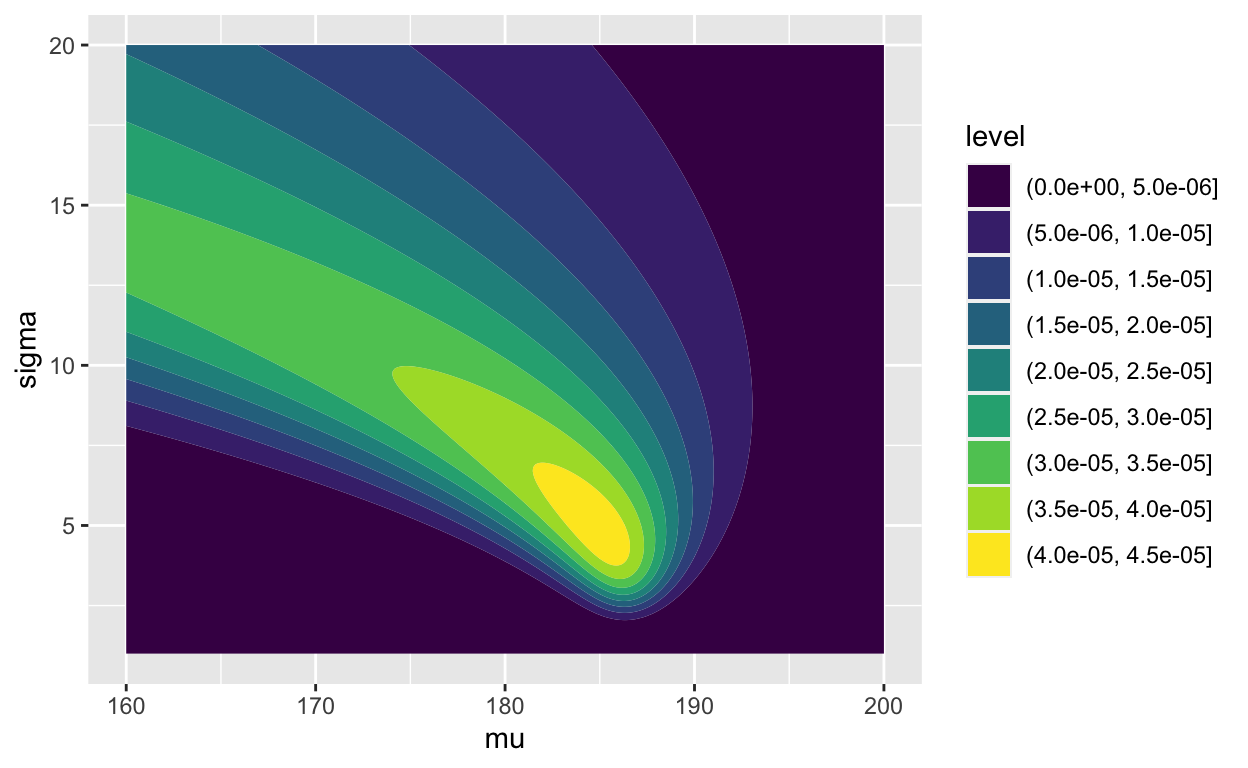 20
15
10
5
sigma
160
170
180
190
200
mu
level
(0.0e+00, 5.0e-06]
(5.0e-06, 1.0e-05]
(1.0e-05, 1.5e-05]
(1.5e-05, 2.0e-05]
(2.0e-05, 2.5e-05]
(2.5e-05, 3.0e-05]
(3.0e-05, 3.5e-05]
(3.5e-05, 4.0e-05]
(4.0e-05, 4.5e-05]